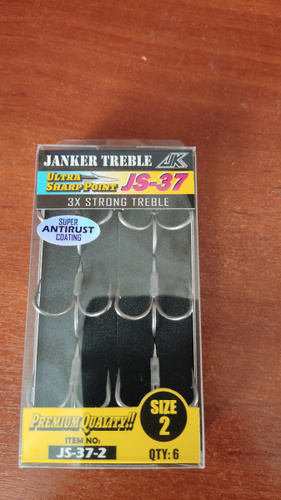 JANKER TREBLE JK
ULTRA
SHARP POINT
JS-37
3X STRONG TREBLE
SUPER
ANTIRUST
COATING
PREMIUM QUALITY!!
ITEM NO:
JS-37-2
SIZE
2
QTY: 6